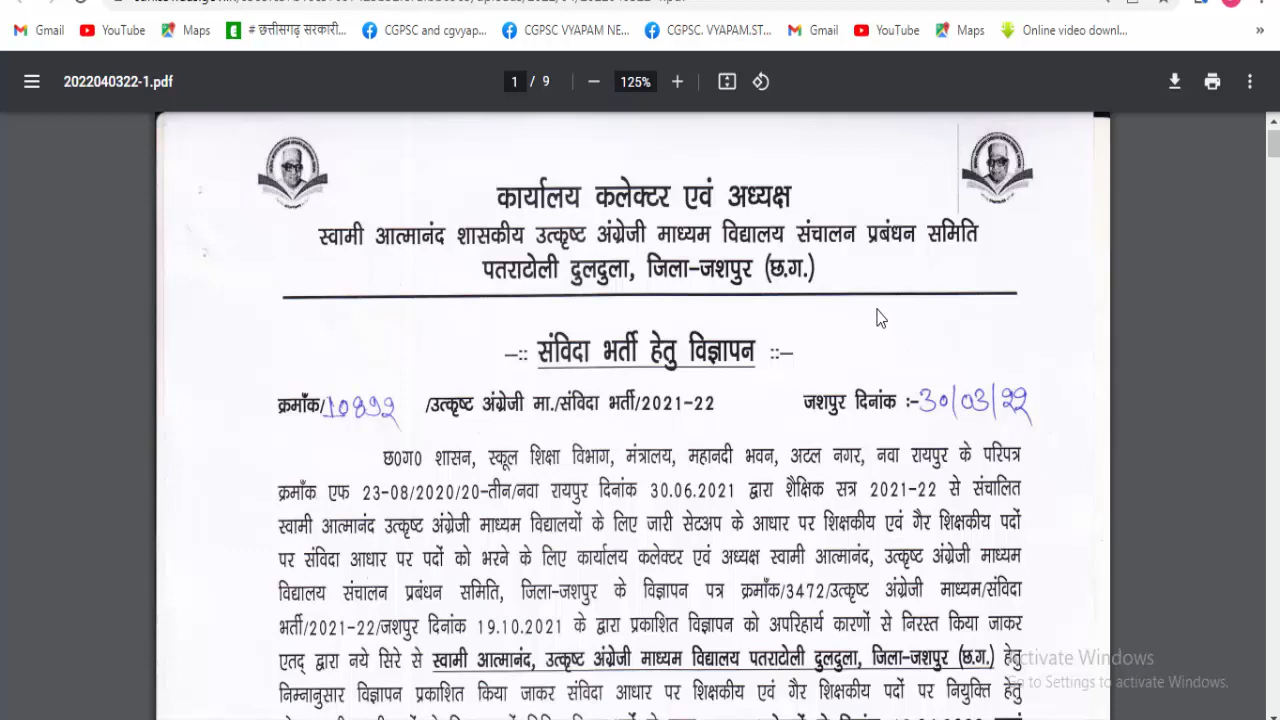 Gmail YouTube Maps # छत्तीसगढ़ सरकारी... CGPSC and cgvyap... CGPSC VYAPAM NE... CGPSC. VYAPAM.ST... Gmail YouTube Maps Online video downl... »
2022040322-1.pdf 1 / 9 − 125% +
कार्यालय कलेक्टर एवं अध्यक्ष
स्वामी आत्मानंद शासकीय उत्कृष्ट अंग्रेजी माध्यम विद्यालय संचालन प्रबंधन समिति
पतराटोली दुलदुला, जिला-जशपुर (छ.ग.)
–:: संविदा भर्ती हेतु विज्ञापन ::–
क्रमाँक/10892 /उत्कृष्ट अंग्रेजी मा./संविदा भर्ती/2021-22 जशपुर दिनांक :-30/03/22
छ0ग0 शासन, स्कूल शिक्षा विभाग, मंत्रालय, महानदी भवन, अटल नगर, नवा रायपुर के परिपत्र
क्रमाँक एफ 23-08/2020/20-तीन/नवा रायपुर दिनांक 30.06.2021 द्वारा शैक्षिक सत्र 2021-22 से संचालित
स्वामी आत्मानंद उत्कृष्ट अंग्रेजी माध्यम विद्यालयों के लिए जारी सेटअप के आधार पर शिक्षकीय एवं गैर शिक्षकीय पदों
पर संविदा आधार पर पदों को भरने के लिए कार्यालय कलेक्टर एवं अध्यक्ष स्वामी आत्मानंद, उत्कृष्ट अंग्रेजी माध्यम
विद्यालय संचालन प्रबंधन समिति, जिला-जशपुर के विज्ञापन पत्र क्रमाँक/3472/उत्कृष्ट अंग्रेजी माध्यम/संविदा
भर्ती/2021-22/जशपुर दिनांक 19.10.2021 के द्वारा प्रकाशित विज्ञापन को अपरिहार्य कारणों से निरस्त किया जाकर
एतद् द्वारा नये सिरे से स्वामी आत्मानंद, उत्कृष्ट अंग्रेजी माध्यम विद्यालय पतराटोली दुलदुला, जिला-जशपुर (छ.ग.) हेतु
निम्नानुसार विज्ञापन प्रकाशित किया जाकर संविदा आधार पर शिक्षकीय एवं गैर शिक्षकीय पदों पर नियुक्ति हेतु
Activate Windows
Go to Settings to activate Windows.